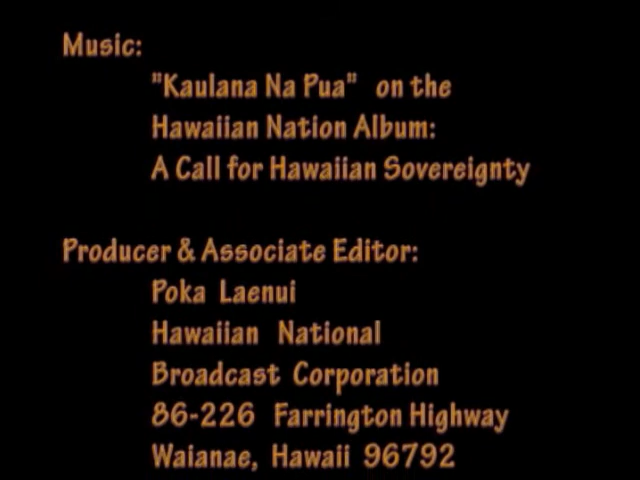 Music:
"Kaulana Na Pua" on the
Hawaiian Nation Album:
A Call for Hawaiian Sovereignty
Producer & Associate Editor:
Poka Laenui
Hawaiian National
Broadcast Corporation
86-226 Farrington Highway
Waianae, Hawaii 96792